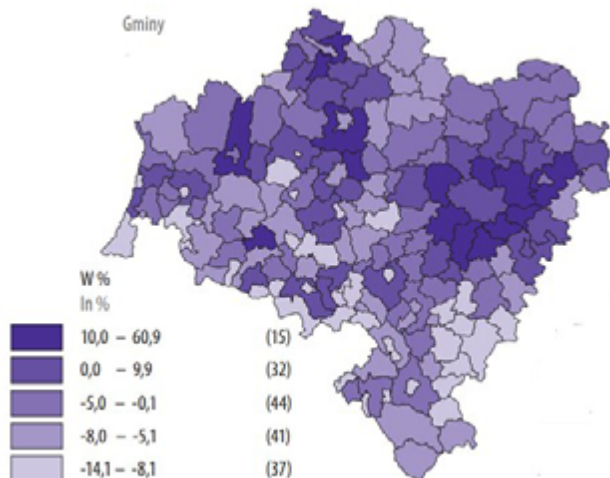 Gminy
W %
In %
10,0 – 60,9 (15)
0,0 – 9,9 (32)
-5,0 – -0,1 (44)
-8,0 – -5,1 (41)
-14,1 – -8,1 (37)